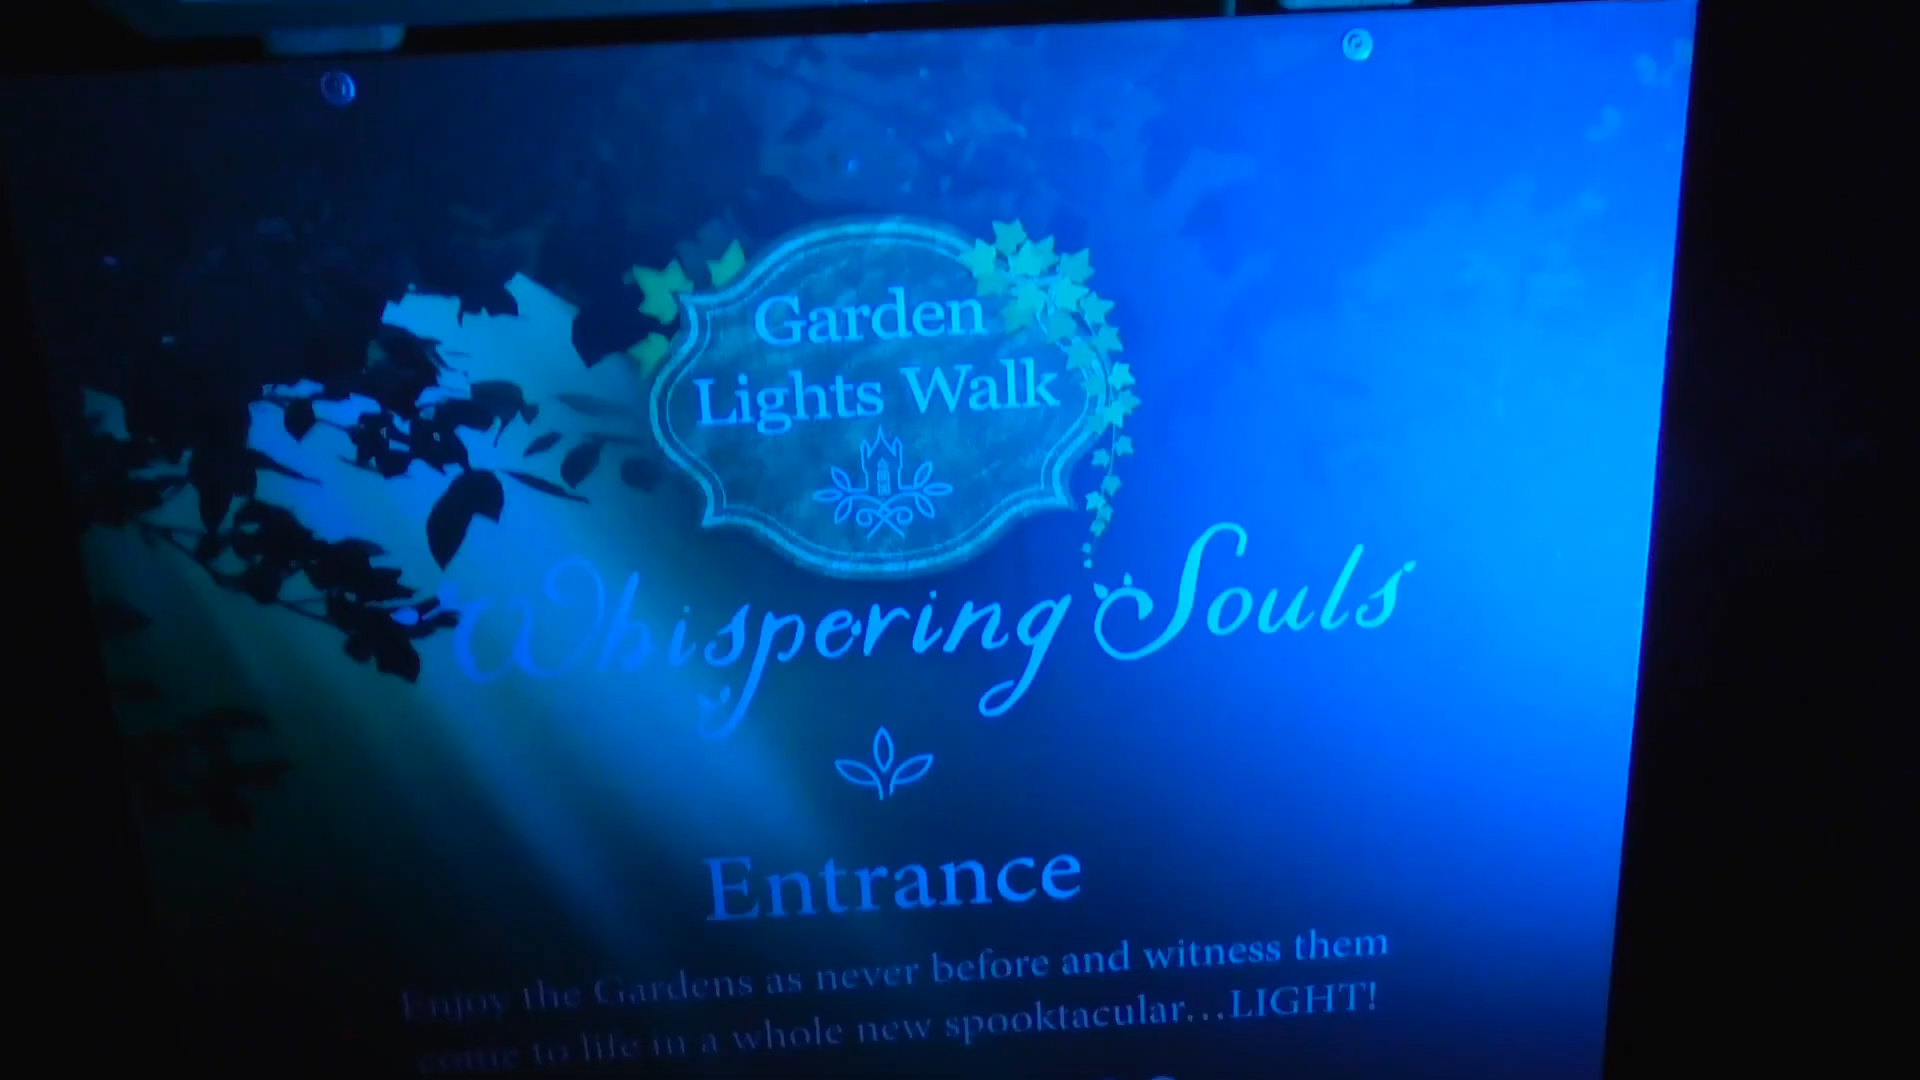 Garden
Lights Walk
Whispering Souls
Entrance
Enjoy the Gardens as never before and witness them
come to life in a whole new spooktacular...LIGHT!